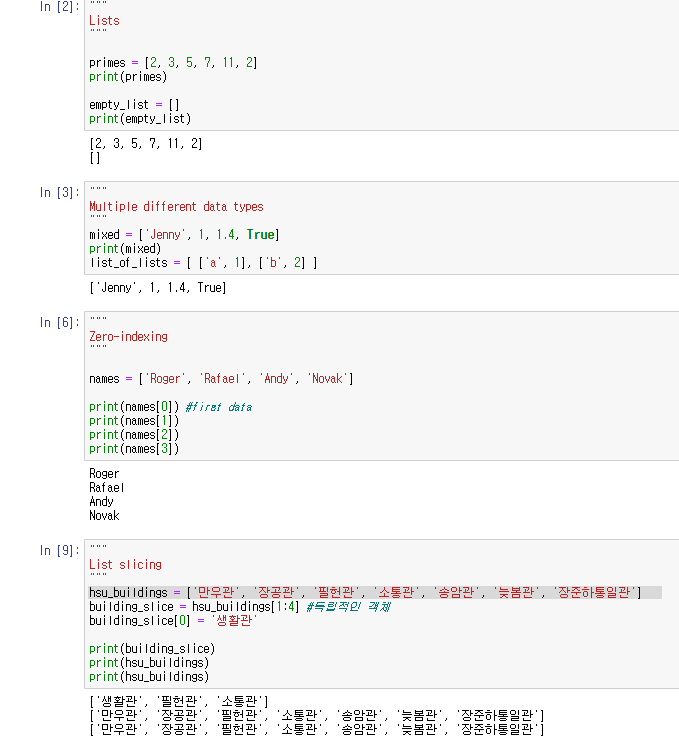 In [2]:
"""
Lists
"""
primes = [2, 3, 5, 7, 11, 2]
print(primes)
empty_list = []
print(empty_list)
[2, 3, 5, 7, 11, 2]
[]
In [3]:
"""
Multiple different data types
"""
mixed = ['Jenny', 1, 1.4, True]
print(mixed)
list_of_lists = [ ['a', 1], ['b', 2] ]
['Jenny', 1, 1.4, True]
In [6]:
"""
Zero-indexing
"""
names = ['Roger', 'Rafael', 'Andy', 'Novak']
print(names[0]) #first data
print(names[1])
print(names[2])
print(names[3])
Roger
Rafael
Andy
Novak
In [9]:
"""
List slicing
"""
hsu_buildings = ['만우관', '장공관', '필헌관', '소통관', '송암관', '늦봄관', '장준하통일관']
building_slice = hsu_buildings[1:4] #독립적인 객체
building_slice[0] = '생활관'
print(building_slice)
print(hsu_buildings)
print(hsu_buildings)
['생활관', '필헌관', '소통관']
['만우관', '장공관', '필헌관', '소통관', '송암관', '늦봄관', '장준하통일관']
['만우관', '장공관', '필헌관', '소통관', '송암관', '늦봄관', '장준하통일관']